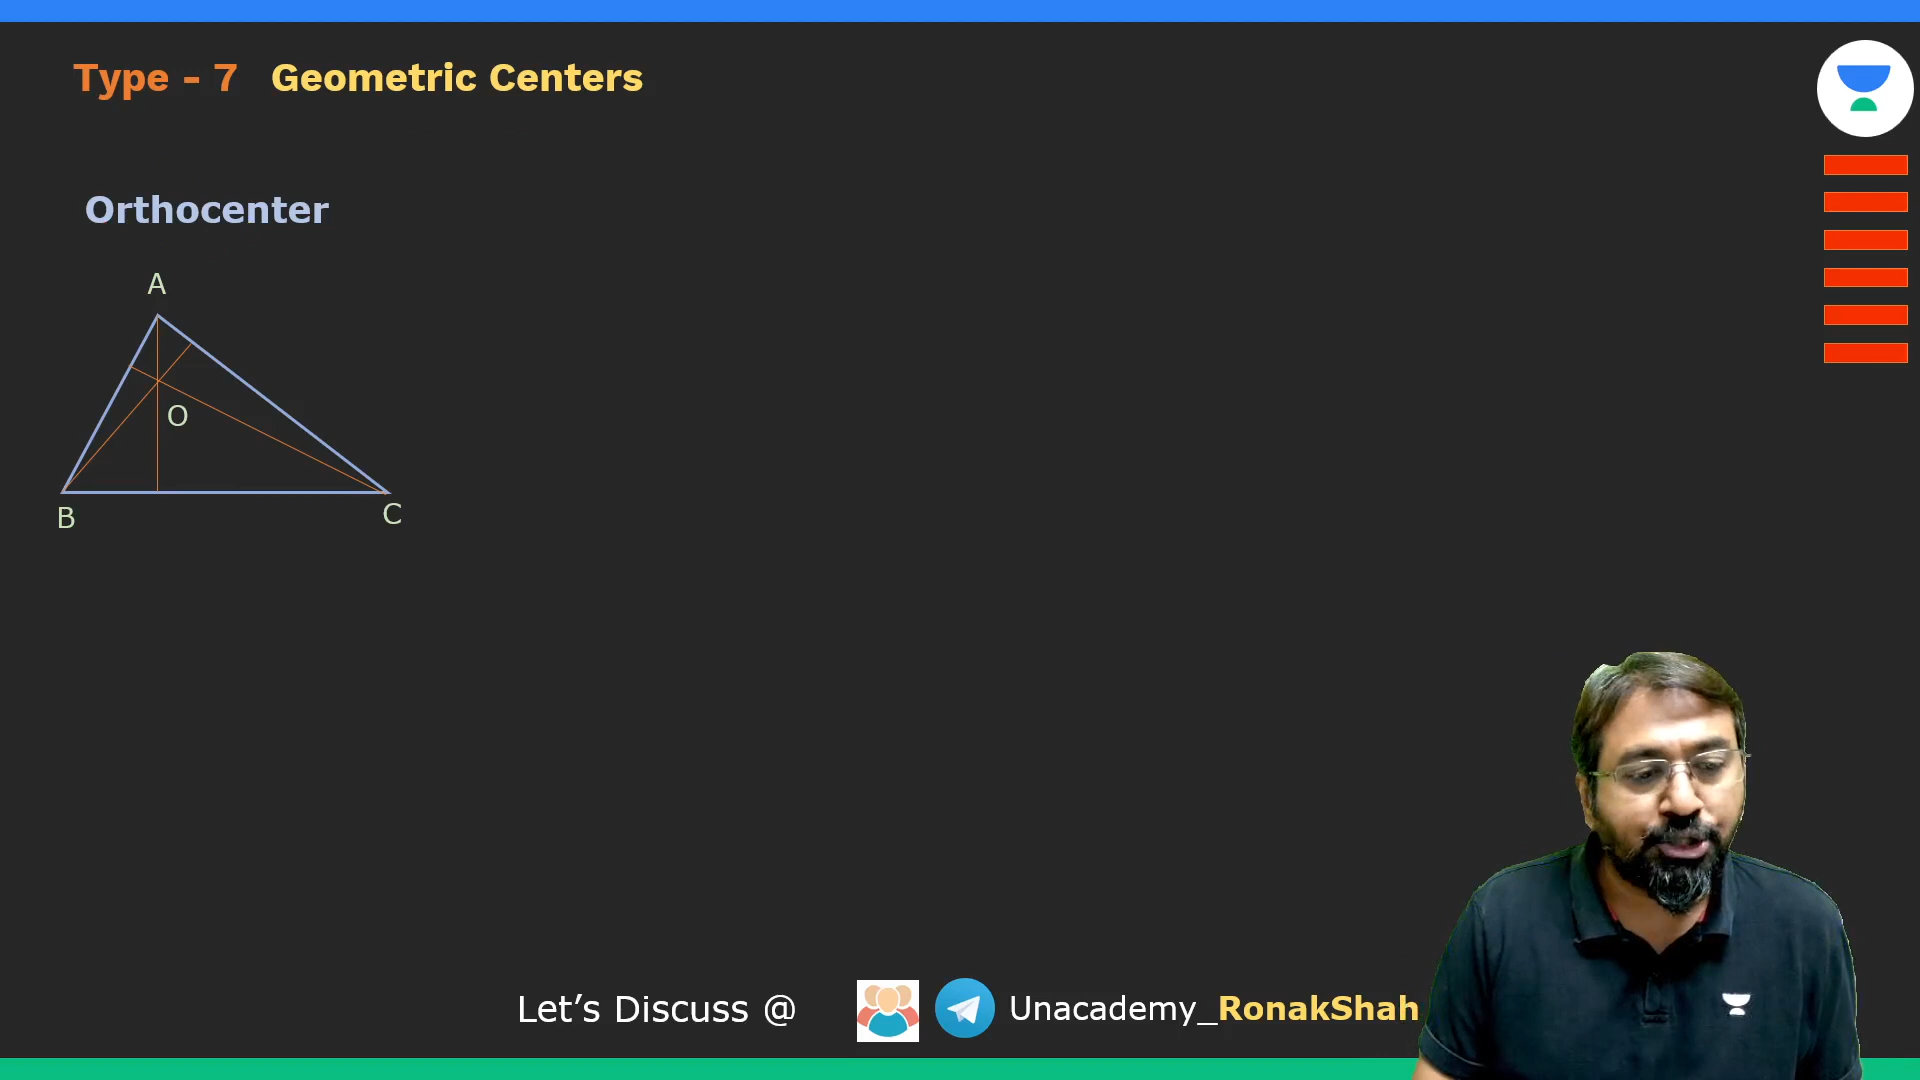 Type - 7 Geometric Centers
Orthocenter
A
O
B
C
Let’s Discuss @ Unacademy_RonakShah